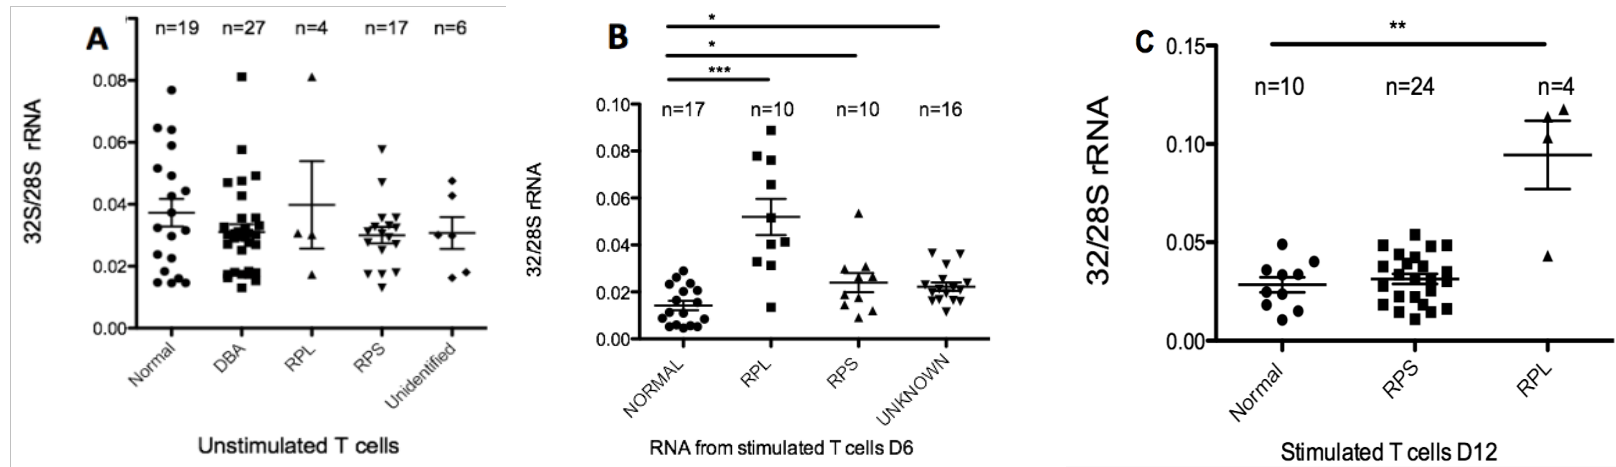 A
n=19 n=27 n=4 n=17 n=6
32S/28S rRNA
0.08
0.06
0.04
0.02
0.00
Normal DBA RPL RPS Unidentified
Unstimulated T cells
B
*
*
***
n=17 n=10 n=10 n=16
32/28S rRNA
0.10
0.08
0.06
0.04
0.02
0.00
NORMAL RPL RPS UNKNOWN
RNA from stimulated T cells D6
C
**
n=10 n=24 n=4
32/28S rRNA
0.15
0.10
0.05
0.00
Normal RPS RPL
Stimulated T cells D12